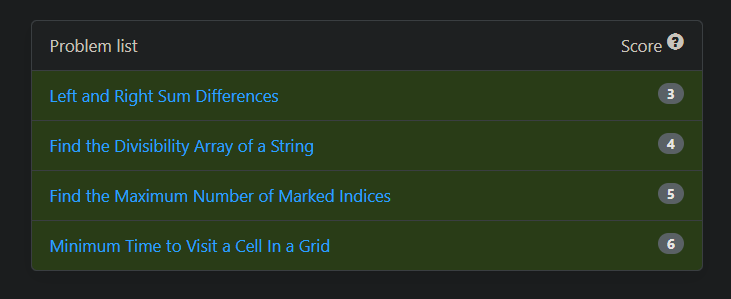 Problem list Score ?
Left and Right Sum Differences 3
Find the Divisibility Array of a String 4
Find the Maximum Number of Marked Indices 5
Minimum Time to Visit a Cell In a Grid 6